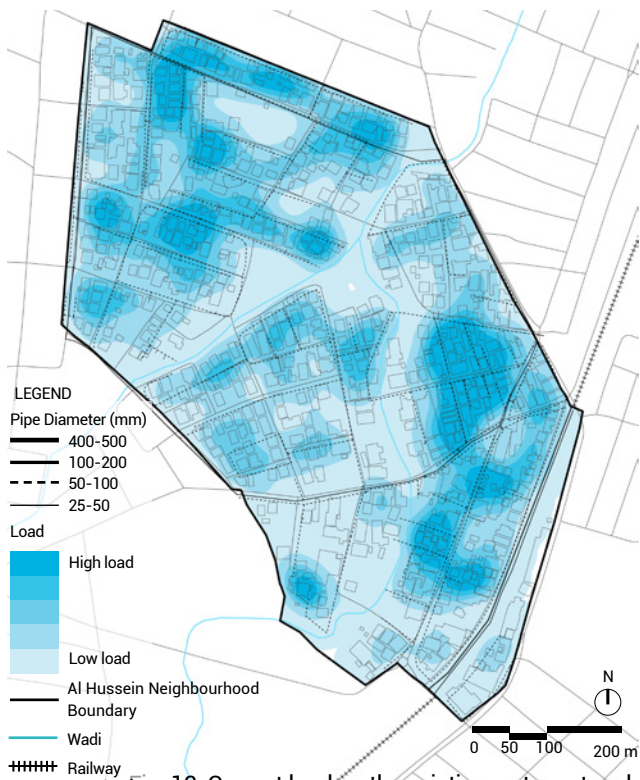 LEGEND
Pipe Diameter (mm)
400-500
100-200
50-100
25-50
Load
High load
Low load
Al Hussein Neighbourhood
Boundary
Wadi
Railway
N
0 50 100 200 m